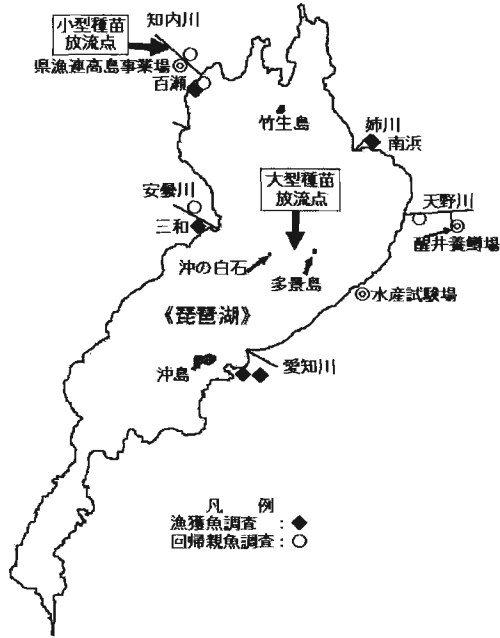 小型種苗
放流点
知内川
県漁連高島事業場
百瀬
竹生島
姉川
南浜
大型種苗
放流点
安曇川
三和
天野川
醒井養鱒場
沖の白石
多景島
水産試験場
《琵琶湖》
沖島
愛知川
凡 例
漁獲魚調査 : ◆
回帰親魚調査 : ○